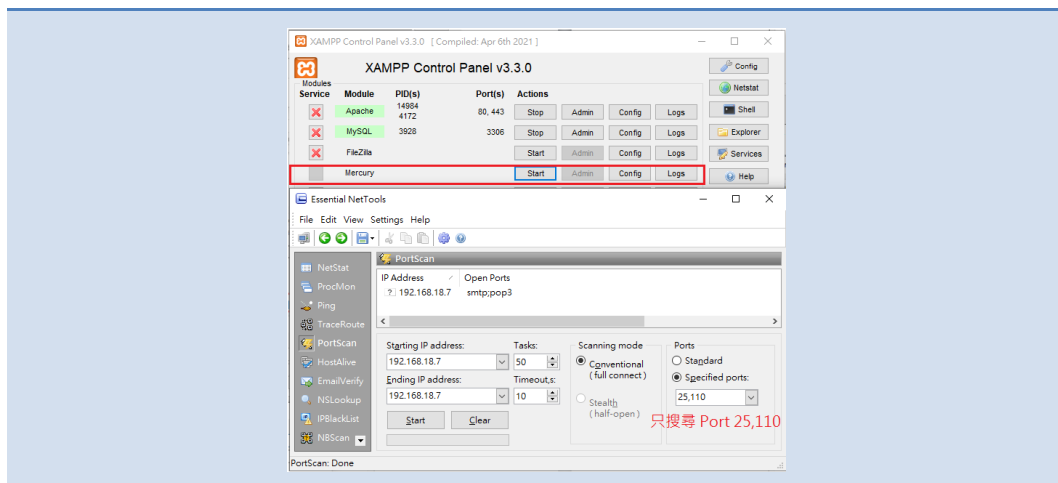 XAMPP Control Panel v3.3.0 [ Compiled: Apr 6th 2021 ]
XAMPP Control Panel v3.3.0
Config
Modules
Service Module PID(s) Port(s) Actions
Netstat
Apache 14984 4172 80, 443 Stop Admin Config Logs
Shell
MySQL 3928 3306 Stop Admin Config Logs
Explorer
FileZilla Start Admin Config Logs
Services
Mercury Start Admin Config Logs
Help
Essential NetTools
File Edit View Settings Help
NetStat
ProcMon
Ping
TraceRoute
PortScan
HostAlive
EmailVerify
NSLookup
IPBlackList
NBScan
PortScan
IP Address Open Ports
? 192.168.18.7 smtp;pop3
Starting IP address: Tasks: Scanning mode Ports
192.168.18.7 50 Conventional Standard
(full connect) Specified ports:
Ending IP address: Timeout,s:
192.168.18.7 10 Stealth 25,110
(half-open)
Start Clear
只搜尋 Port 25,110
PortScan: Done